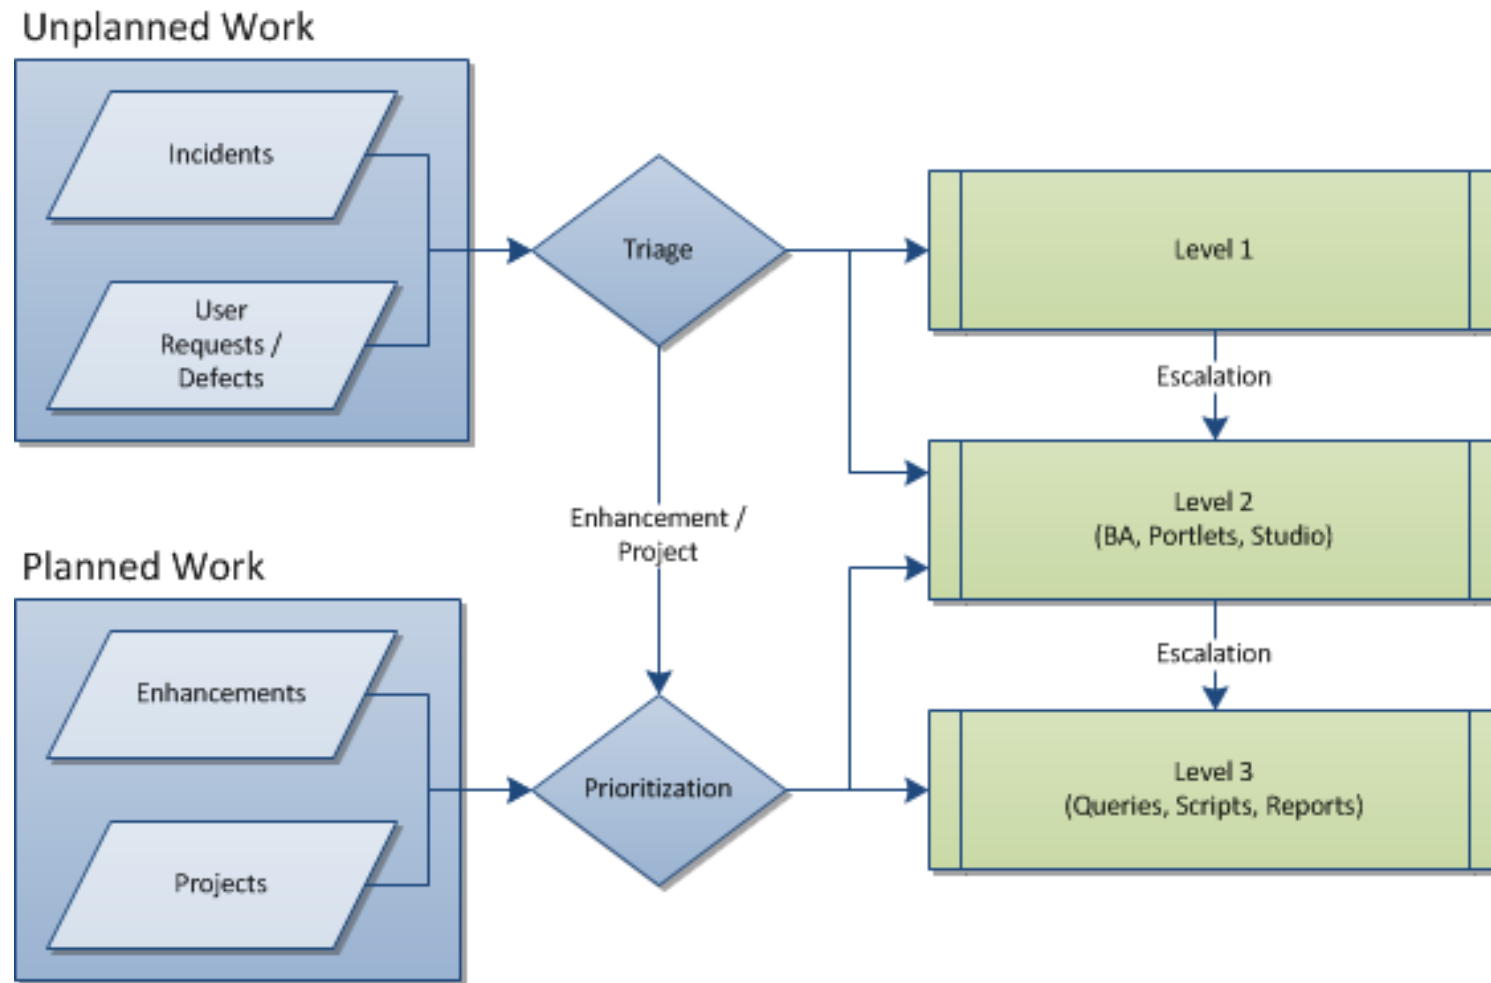 Unplanned Work
Incidents
User
Requests /
Defects
Triage
Level 1
Escalation
Enhancement /
Project
Level 2
(BA, Portlets, Studio)
Escalation
Planned Work
Enhancements
Projects
Prioritization
Level 3
(Queries, Scripts, Reports)